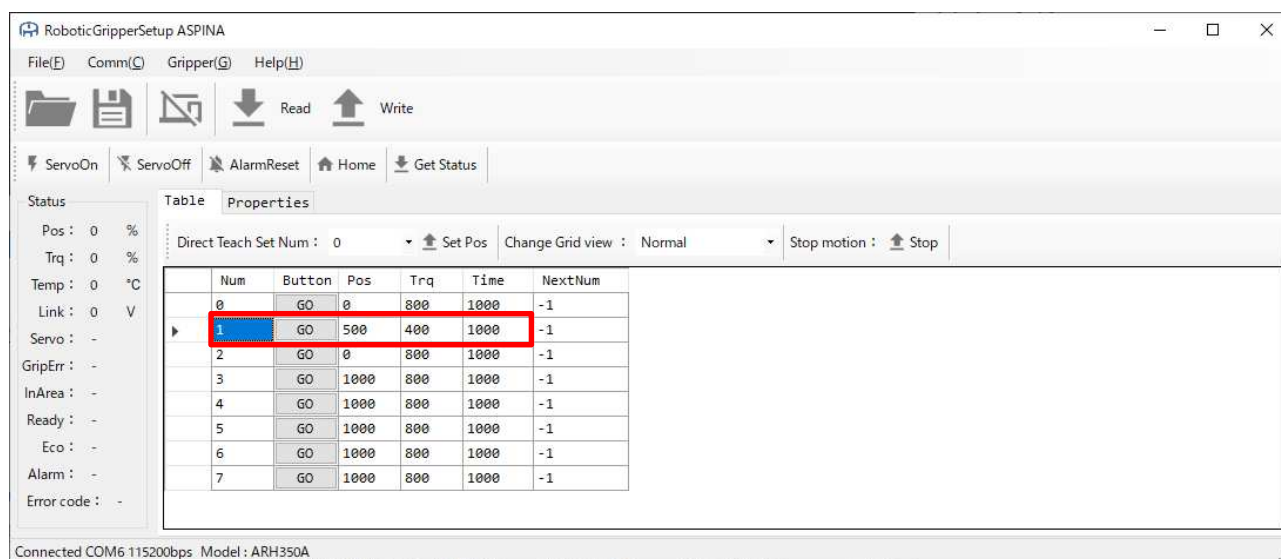 RoboticGripperSetup ASPINA
File(F) Comm(C) Gripper(G) Help(H)
Read Write
ServoOn ServoOff AlarmReset Home Get Status
Status
Pos : 0 %
Trq : 0 %
Temp : 0 °C
Link : 0 V
Servo : -
GripErr : -
InArea : -
Ready : -
Eco : -
Alarm : -
Error code : -
Table Properties
Direct Teach Set Num : 0 Set Pos Change Grid view : Normal Stop motion : Stop
Num Button Pos Trq Time NextNum
0 GO 0 800 1000 -1
1 GO 500 400 1000 -1
2 GO 0 800 1000 -1
3 GO 1000 800 1000 -1
4 GO 1000 800 1000 -1
5 GO 1000 800 1000 -1
6 GO 1000 800 1000 -1
7 GO 1000 800 1000 -1
Connected COM6 115200bps Model : ARH350A